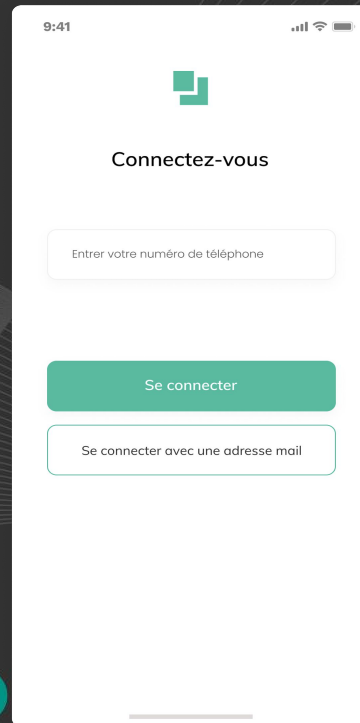 9:41
Connectez-vous
Entrer votre numéro de téléphone
Se connecter
Se connecter avec une adresse mail